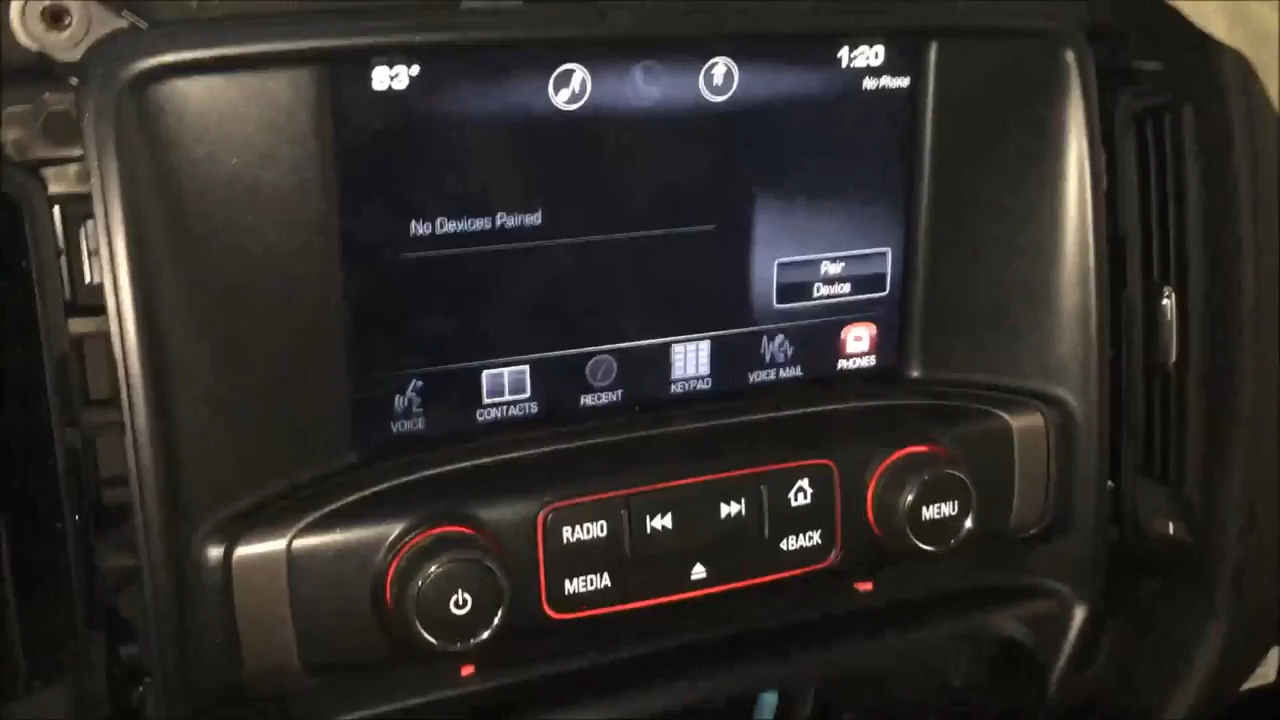 83°
1:20
No Phone
No Devices Paired
Pair
Device
VOICE
CONTACTS
RECENT
KEYPAD
VOICE MAIL
PHONES
RADIO
MEDIA
BACK
MENU